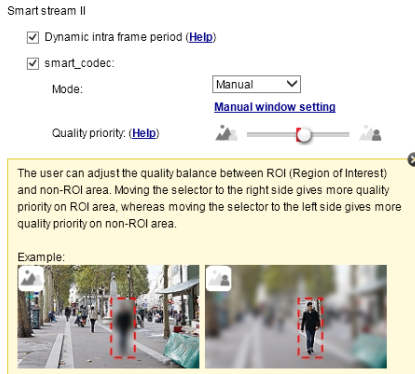 Smart stream II
Dynamic intra frame period (Help)
smart_codec:
Mode: Manual
Manual window setting
Quality priority: (Help)
The user can adjust the quality balance between ROI (Region of Interest)
and non-ROI area. Moving the selector to the right side gives more quality
priority on ROI area, whereas moving the selector to the left side gives more
quality priority on non-ROI area.
Example: